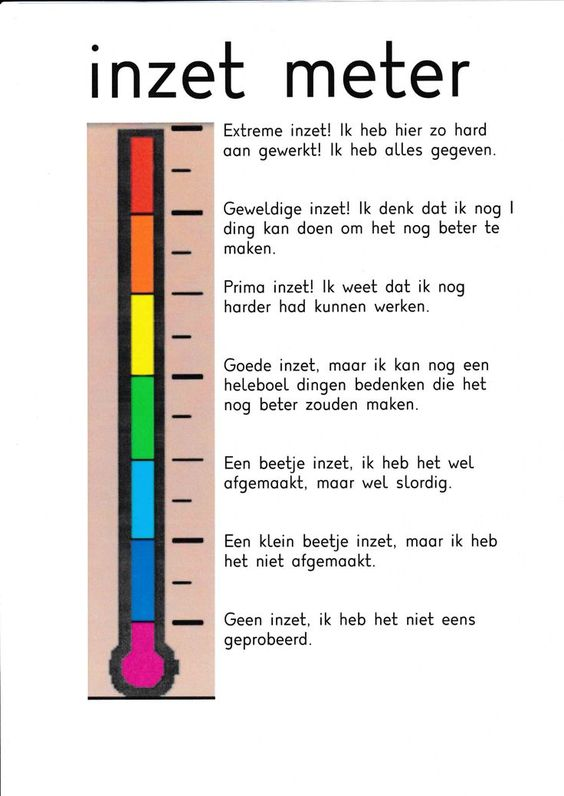 inzet meter
Extreme inzet! Ik heb hier zo hard
aan gewerkt! Ik heb alles gegeven.
Geweldige inzet! Ik denk dat ik nog 1
ding kan doen om het nog beter te
maken.
Prima inzet! Ik weet dat ik nog
harder had kunnen werken.
Goede inzet, maar ik kan nog een
heleboel dingen bedenken die het
nog beter zouden maken.
Een beetje inzet, ik heb het wel
afgemaakt, maar wel slordig.
Een klein beetje inzet, maar ik heb
het niet afgemaakt.
Geen inzet, ik heb het niet eens
geprobeerd.